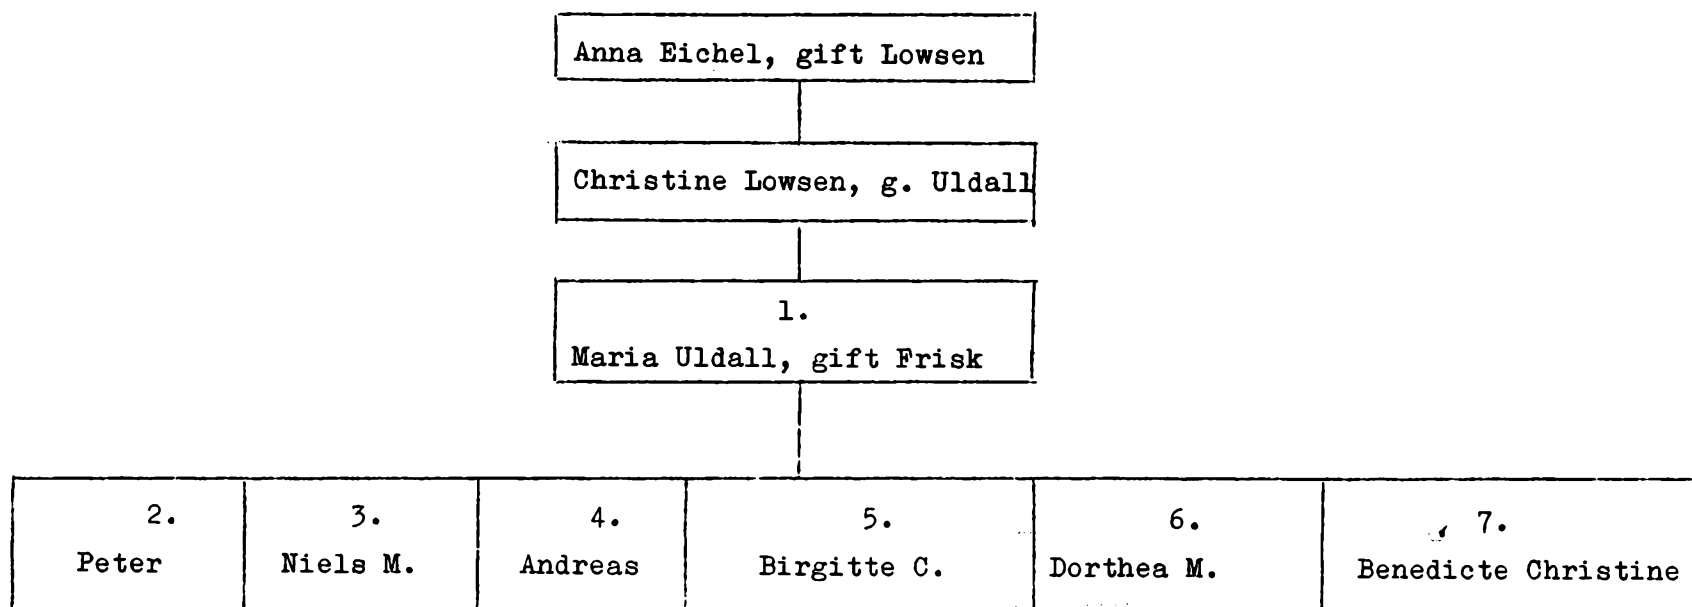 Anna Eichel, gift Lowsen
Christine Lowsen, g. Uldall
1.
Maria Uldall, gift Frisk
2. 3. 4. 5. 6. 7.
Peter Niels M. Andreas Birgitte C. Dorthea M. Benedicte Christine